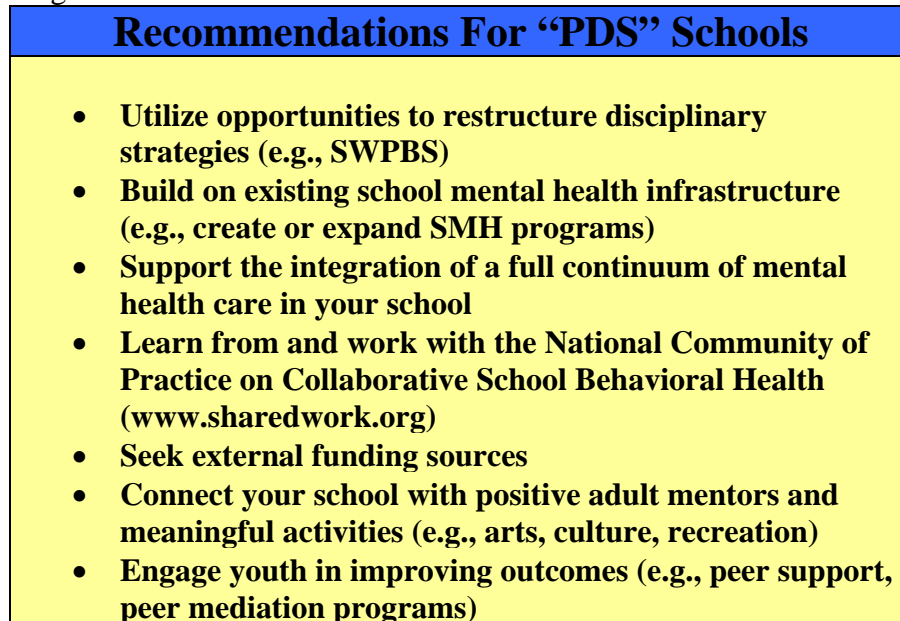 Recommendations For “PDS” Schools
• Utilize opportunities to restructure disciplinary
strategies (e.g., SWPBS)
• Build on existing school mental health infrastructure
(e.g., create or expand SMH programs)
• Support the integration of a full continuum of mental
health care in your school
• Learn from and work with the National Community of
Practice on Collaborative School Behavioral Health
(www.sharedwork.org)
• Seek external funding sources
• Connect your school with positive adult mentors and
meaningful activities (e.g., arts, culture, recreation)
• Engage youth in improving outcomes (e.g., peer support,
peer mediation programs)